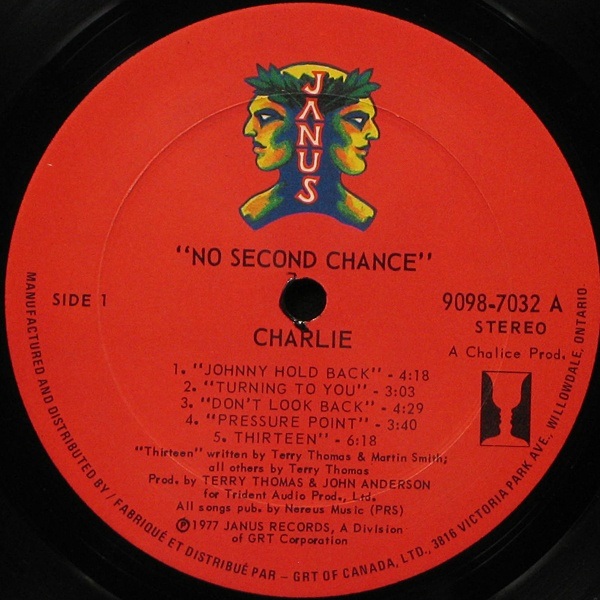 JANUS
"NO SECOND CHANCE"
SIDE 1
9098-7032 A
STEREO
CHARLIE
A Chalice Prod.
1. "JOHNNY HOLD BACK" - 4:18
2. "TURNING TO YOU" - 3:03
3. "DON'T LOOK BACK" - 4:29
4. "PRESSURE POINT" - 3:40
5. THIRTEEN" - 6:18
"Thirteen" written by Terry Thomas & Martin Smith;
all others by Terry Thomas
Prod. by TERRY THOMAS & JOHN ANDERSON
for Trident Audio Prod., Ltd.
All songs pub. by Nereus Music (PRS)
Ⓟ1977 JANUS RECORDS, A Division
of GRT Corporation
MANUFACTURED AND DISTRIBUTED BY / FABRIQUÉ ET DISTRIBUÉ PAR – GRT OF CANADA, LTD., 3816 VICTORIA PARK AVE., WILLOWDALE, ONTARIO.